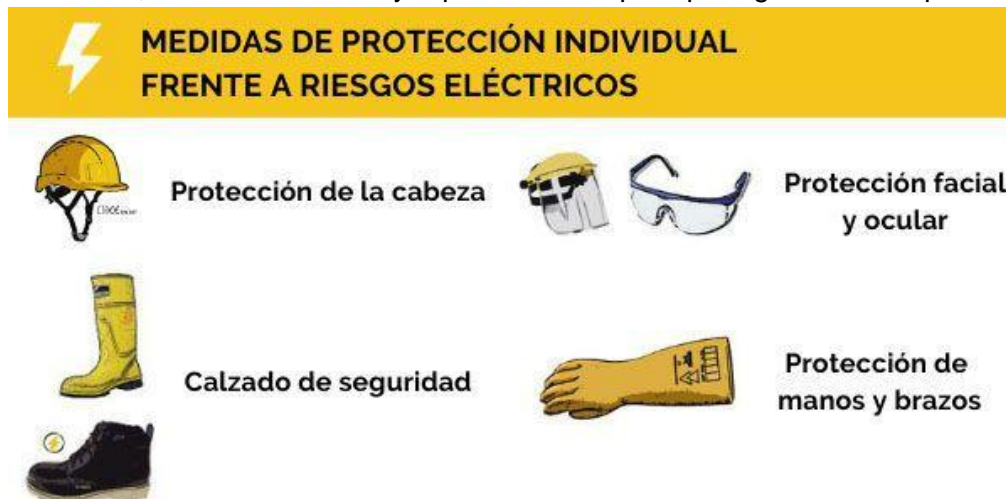 MEDIDAS DE PROTECCIÓN INDIVIDUAL
FRENTE A RIESGOS ELÉCTRICOS
Protección de la cabeza
Protección facial
y ocular
Calzado de seguridad
Protección de
manos y brazos